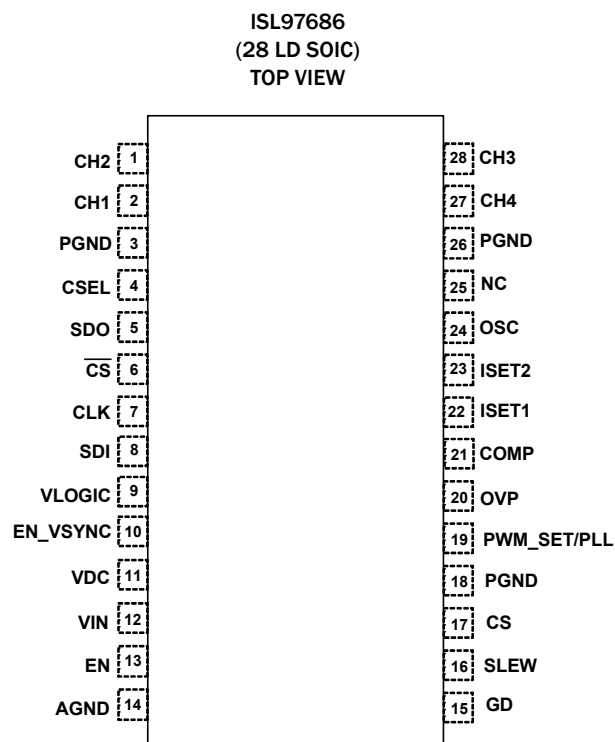 ISL97686
(28 LD SOIC)
TOP VIEW
CH2 1 28 CH3
CH1 2 27 CH4
PGND 3 26 PGND
CSEL 4 25 NC
SDO 5 24 OSC
C̅S̅ 6 23 ISET2
CLK 7 22 ISET1
SDI 8 21 COMP
VLOGIC 9 20 OVP
EN_VSYNC 10 19 PWM_SET/PLL
VDC 11 18 PGND
VIN 12 17 CS
EN 13 16 SLEW
AGND 14 15 GD